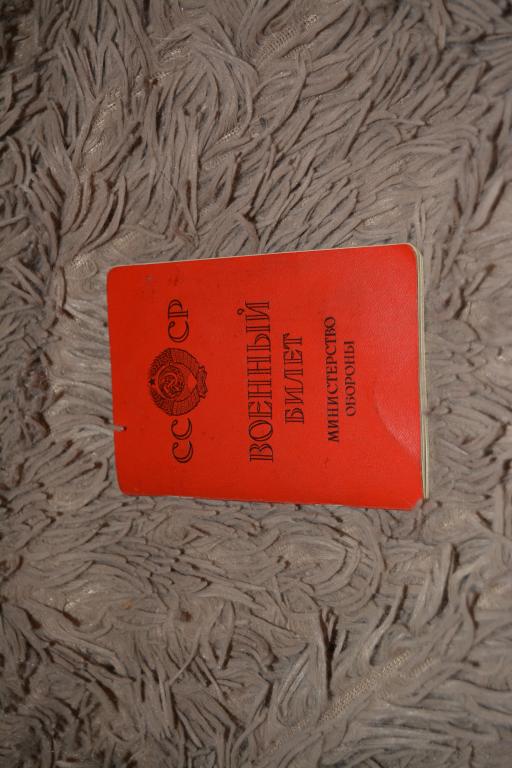 СССР
ВОЕННЫЙ
БИЛЕТ
МИНИСТЕРСТВО
ОБОРОНЫ